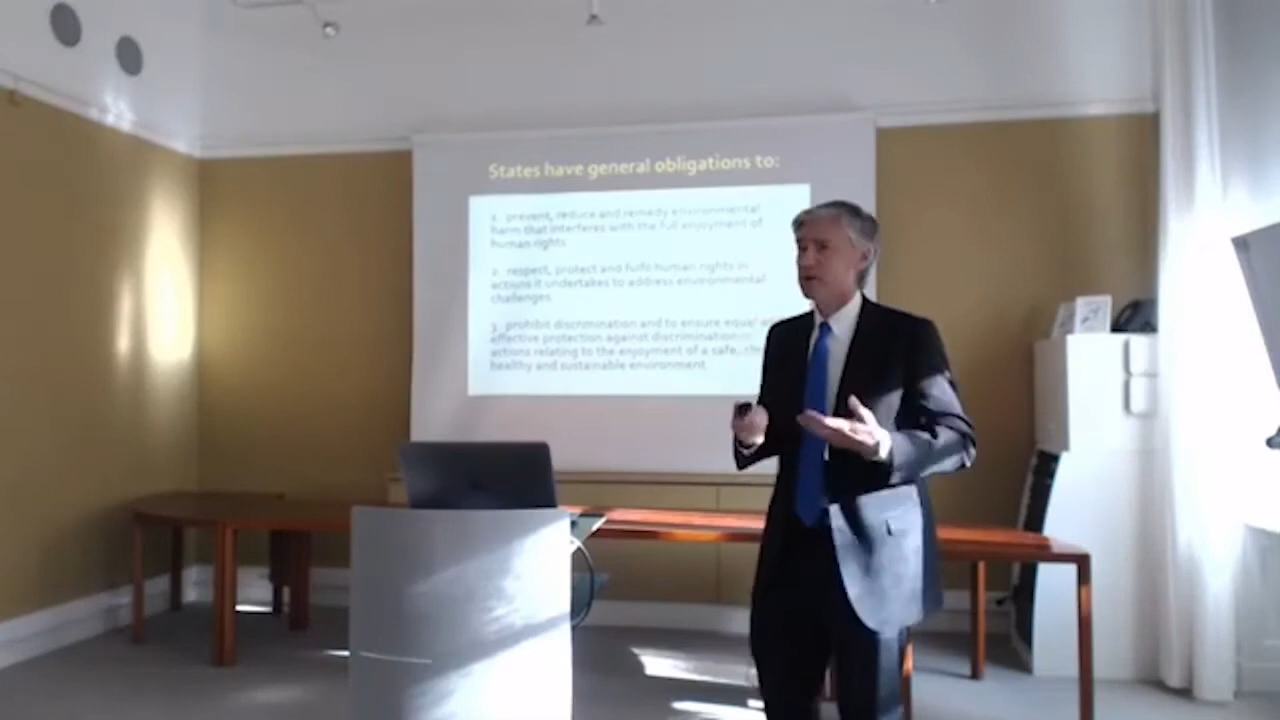 States have general obligations to:
1. prevent, reduce and remedy environmental
harm that interferes with the full enjoyment of
human rights
2. respect, protect and fulfil human rights in
actions it undertakes to address environmental
challenges
3. prohibit discrimination and to ensure equal
effective protection against discrimination
actions relating to the enjoyment of a safe,
healthy and sustainable environment